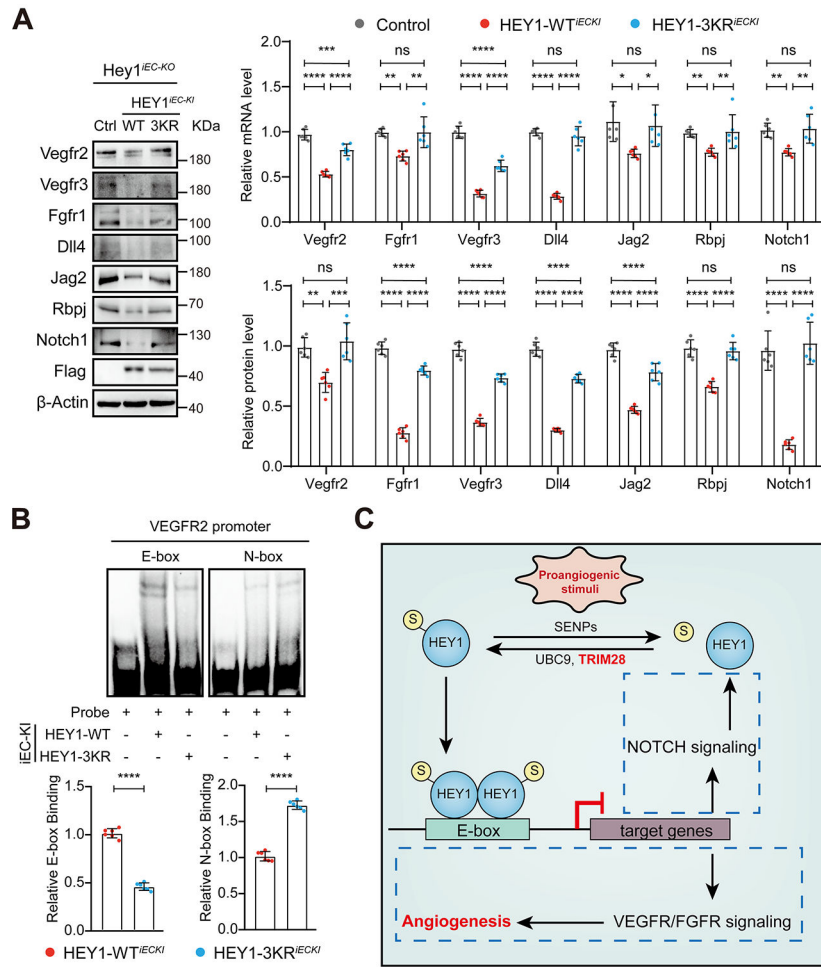 A
Control HEY1-WTiECKI HEY1-3KRiECKI
Hey1iEC-KO
HEY1iEC-KI
Ctrl WT 3KR KDa
Vegfr2 180
Vegfr3 180
Fgfr1 100
Dll4 100
Jag2 180
Rbpj 70
Notch1 130
Flag 40
β-Actin 40
Relative mRNA level
2.0
1.5
1.0
0.5
0.0
*** ns **** ns ns ns ns
**** **** ** ** **** **** **** **** * * ** ** ** **
Vegfr2 Fgfr1 Vegfr3 Dll4 Jag2 Rbpj Notch1
Relative protein level
1.5
1.0
0.5
0.0
ns **** **** **** **** ns ns
** *** **** **** **** **** **** **** **** **** **** **** **** ****
Vegfr2 Fgfr1 Vegfr3 Dll4 Jag2 Rbpj Notch1
B
VEGFR2 promoter
E-box N-box
Probe + + + + + +
iEC-KI
HEY1-WT - + - - + -
HEY1-3KR - - + - - +
Relative E-box Binding
1.5
1.0
0.5
0.0
****
Relative N-box Binding
2.0
1.5
1.0
0.5
0.0
****
HEY1-WTiECKI HEY1-3KRiECKI
C
Proangiogenic
stimuli
S HEY1
SENPs
UBC9, TRIM28
S HEY1
NOTCH signaling
S HEY1 HEY1 S
E-box target genes
VEGFR/FGFR signaling
Angiogenesis